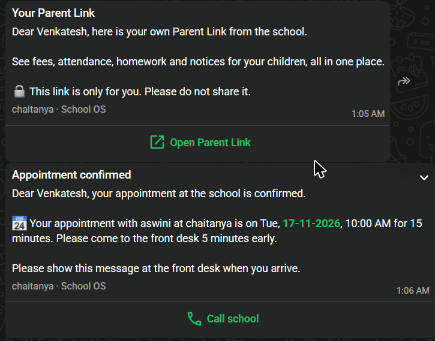 Your Parent Link
Dear Venkatesh, here is your own Parent Link from the school.
See fees, attendance, homework and notices for your children, all in one place.
🔒 This link is only for you. Please do not share it.
chaitanya · School OS
1:05 AM
Open Parent Link
Appointment confirmed
Dear Venkatesh, your appointment at the school is confirmed.
📅 Your appointment with aswini at chaitanya is on Tue, 17-11-2026, 10:00 AM for 15
minutes. Please come to the front desk 5 minutes early.
Please show this message at the front desk when you arrive.
chaitanya · School OS
1:06 AM
Call school